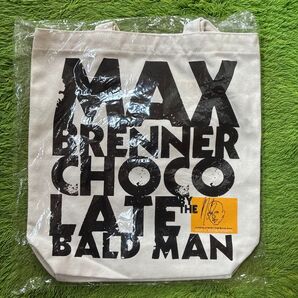 MAX
BRENNER
CHOCO
LATE BY THE
BALD MAN